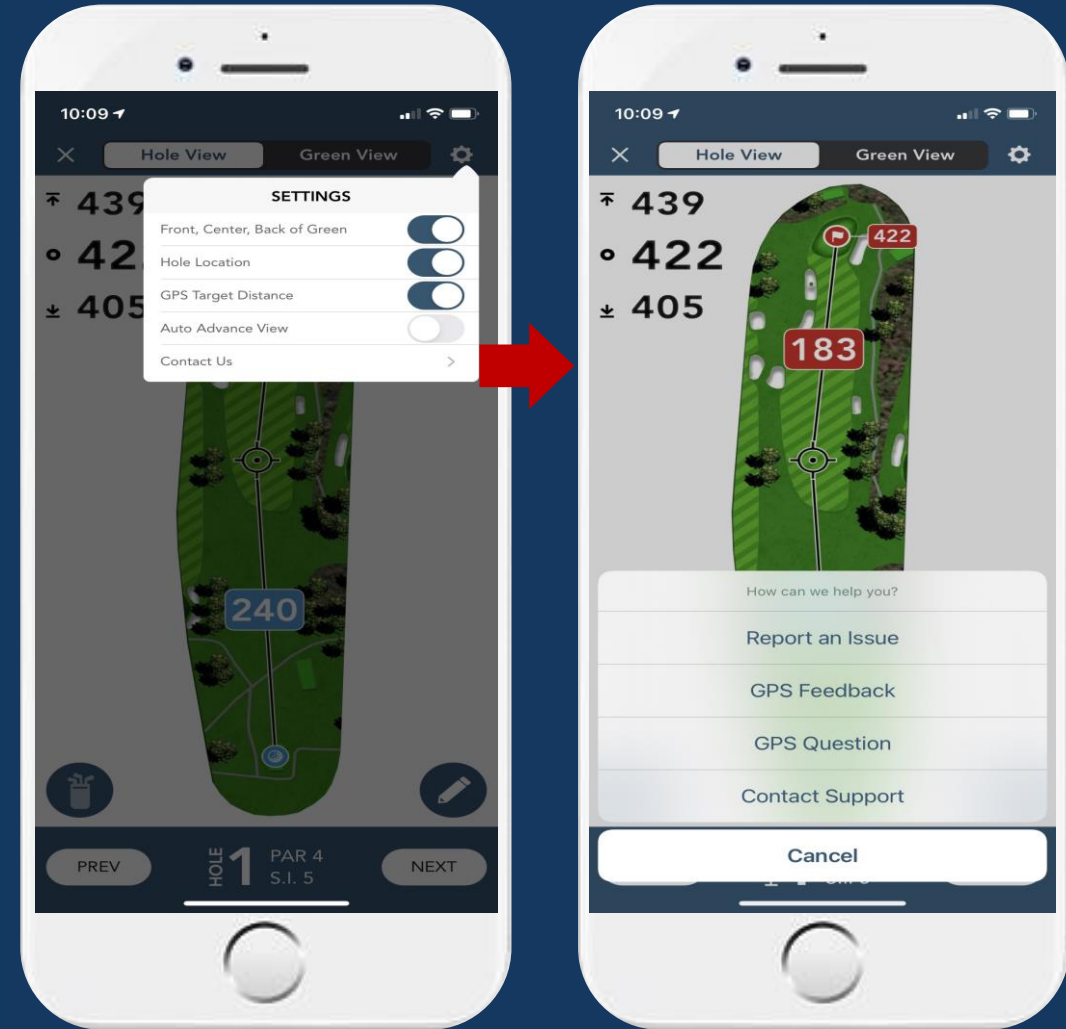 10:09
Hole View Green View
439
SETTINGS
Front, Center, Back of Green
42
Hole Location
GPS Target Distance
405
Auto Advance View
Contact Us
240
PREV
HOLE
1
PAR 4
S.I. 5
NEXT
10:09
Hole View Green View
439
422
422
405
183
How can we help you?
Report an Issue
GPS Feedback
GPS Question
Contact Support
Cancel